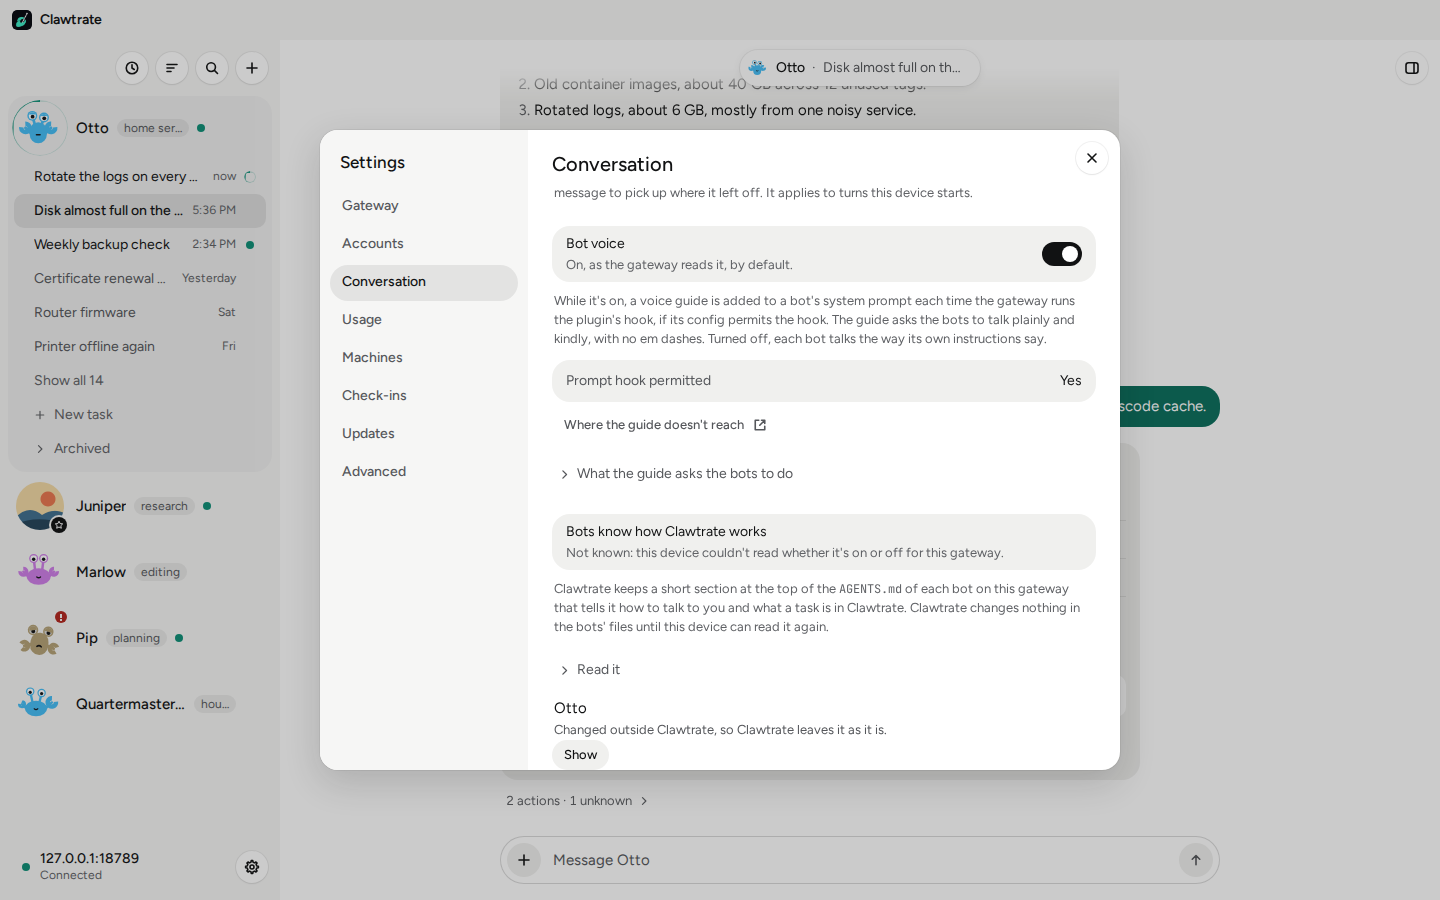 Clawtrate
Otto · Disk almost full on th...
2. Old container images, about 40 GB across 12 unused tags.
3. Rotated logs, about 6 GB, mostly from one noisy service.
Otto home ser...
Rotate the logs on every ... now
Disk almost full on the ... 5:36 PM
Weekly backup check 2:34 PM
Certificate renewal ... Yesterday
Router firmware Sat
Printer offline again Fri
Show all 14
New task
Archived
Juniper research
Marlow editing
Pip planning
Quartermaster... hou...
127.0.0.1:18789
Connected
Settings
Gateway
Accounts
Conversation
Usage
Machines
Check-ins
Updates
Advanced
Conversation
message to pick up where it left off. It applies to turns this device starts.
Bot voice
On, as the gateway reads it, by default.
While it's on, a voice guide is added to a bot's system prompt each time the gateway runs
the plugin's hook, if its config permits the hook. The guide asks the bots to talk plainly and
kindly, with no em dashes. Turned off, each bot talks the way its own instructions say.
Prompt hook permitted Yes
Where the guide doesn't reach
What the guide asks the bots to do
Bots know how Clawtrate works
Not known: this device couldn't read whether it's on or off for this gateway.
Clawtrate keeps a short section at the top of the AGENTS.md of each bot on this gateway
that tells it how to talk to you and what a task is in Clawtrate. Clawtrate changes nothing in
the bots' files until this device can read it again.
Read it
Otto
Changed outside Clawtrate, so Clawtrate leaves it as it is.
Show
scode cache.
2 actions · 1 unknown
Message Otto